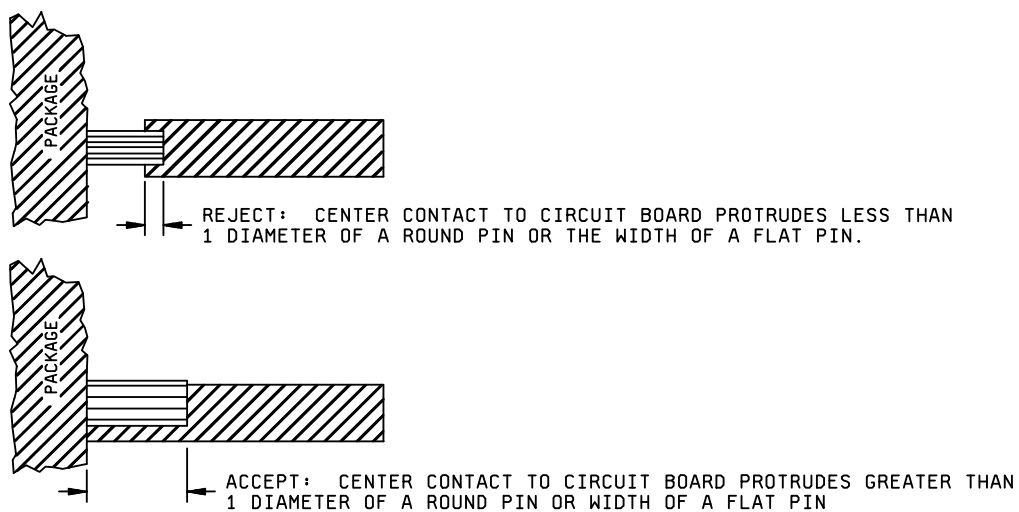 PACKAGE
REJECT: CENTER CONTACT TO CIRCUIT BOARD PROTRUDES LESS THAN
1 DIAMETER OF A ROUND PIN OR THE WIDTH OF A FLAT PIN.
PACKAGE
ACCEPT: CENTER CONTACT TO CIRCUIT BOARD PROTRUDES GREATER THAN
1 DIAMETER OF A ROUND PIN OR WIDTH OF A FLAT PIN